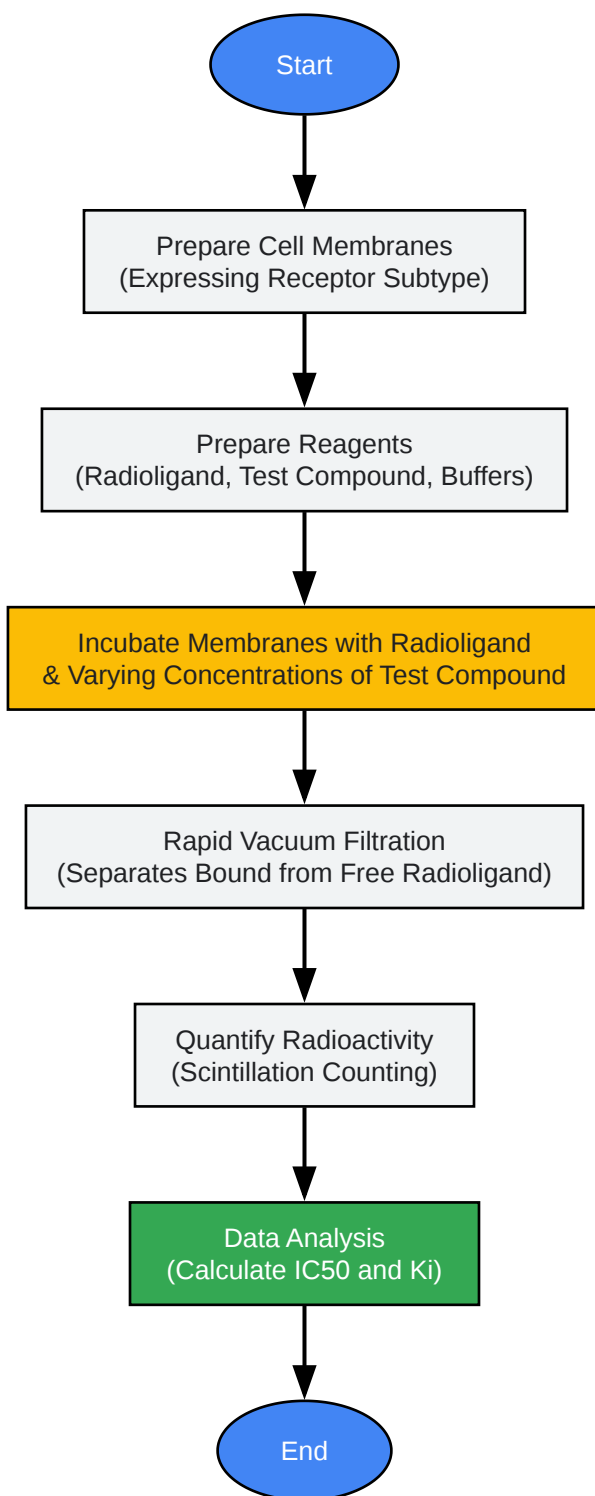 Start
Prepare Cell Membranes
(Expressing Receptor Subtype)
Prepare Reagents
(Radioligand, Test Compound, Buffers)
Incubate Membranes with Radioligand
& Varying Concentrations of Test Compound
Rapid Vacuum Filtration
(Separates Bound from Free Radioligand)
Quantify Radioactivity
(Scintillation Counting)
Data Analysis
(Calculate IC50 and Ki)
End